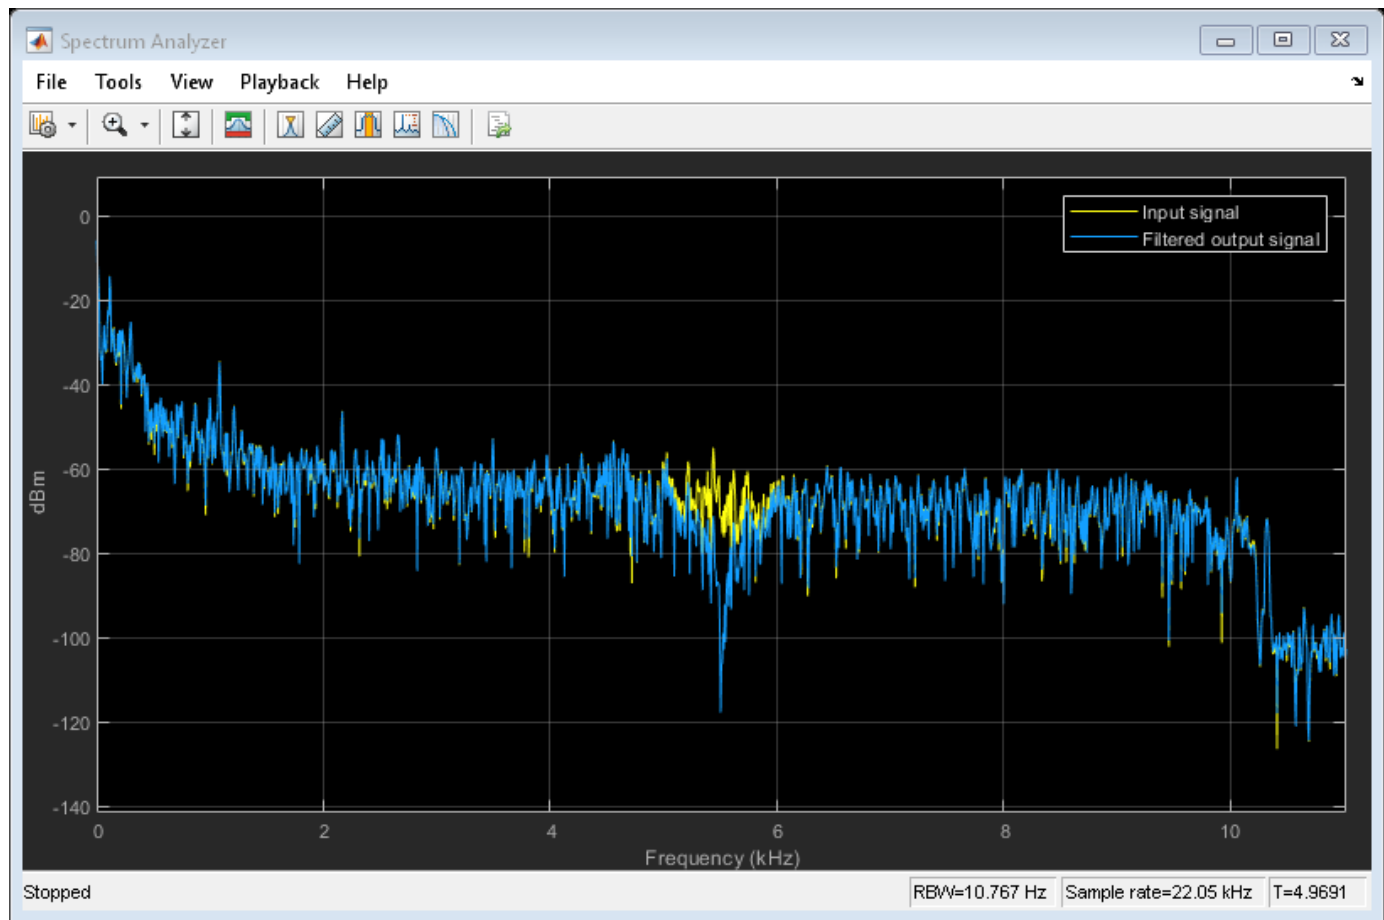 Spectrum Analyzer
File Tools View Playback Help
Input signal
Filtered output signal
0
-20
-40
-60
-80
-100
-120
-140
dBm
0 2 4 6 8 10
Frequency (kHz)
Stopped RBW=10.767 Hz Sample rate=22.05 kHz T=4.9691